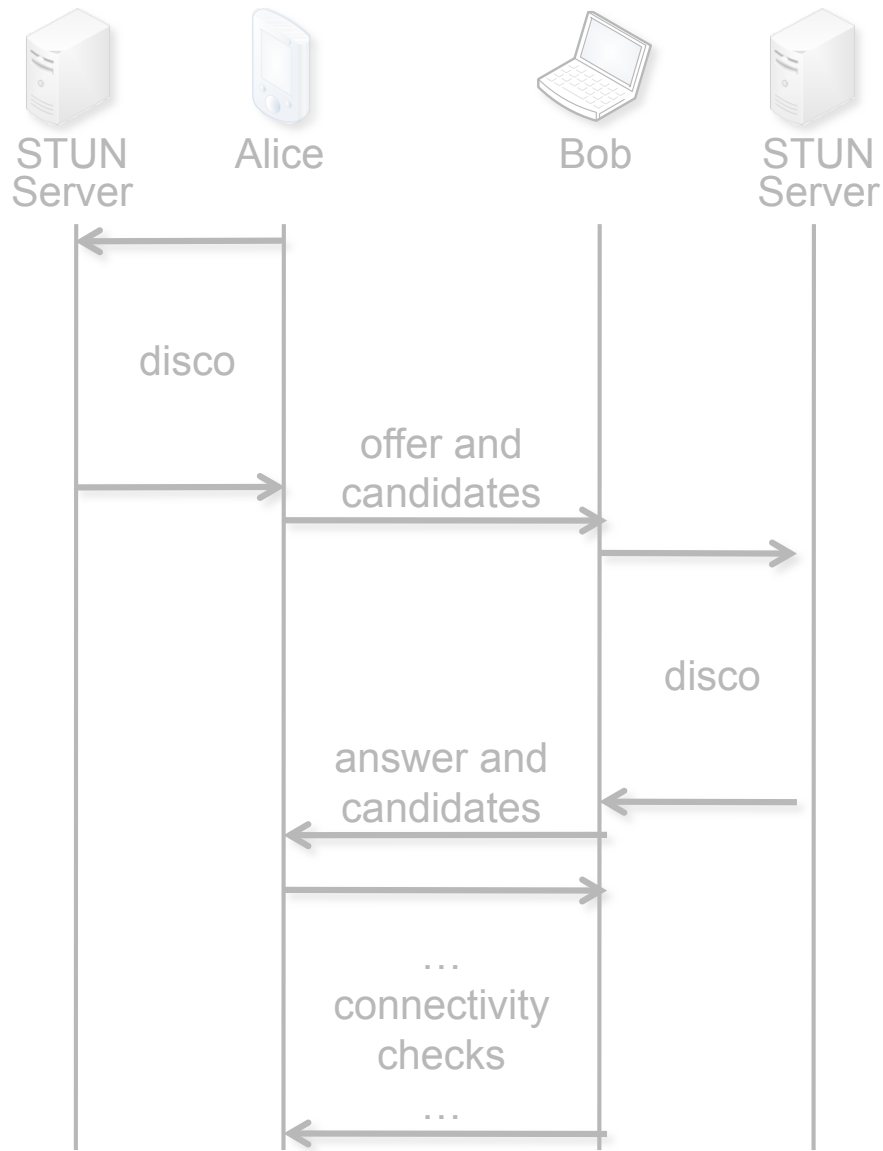 STUN
Server
Alice
Bob
STUN
Server
disco
offer and
candidates
disco
answer and
candidates
…
connectivity
checks
…